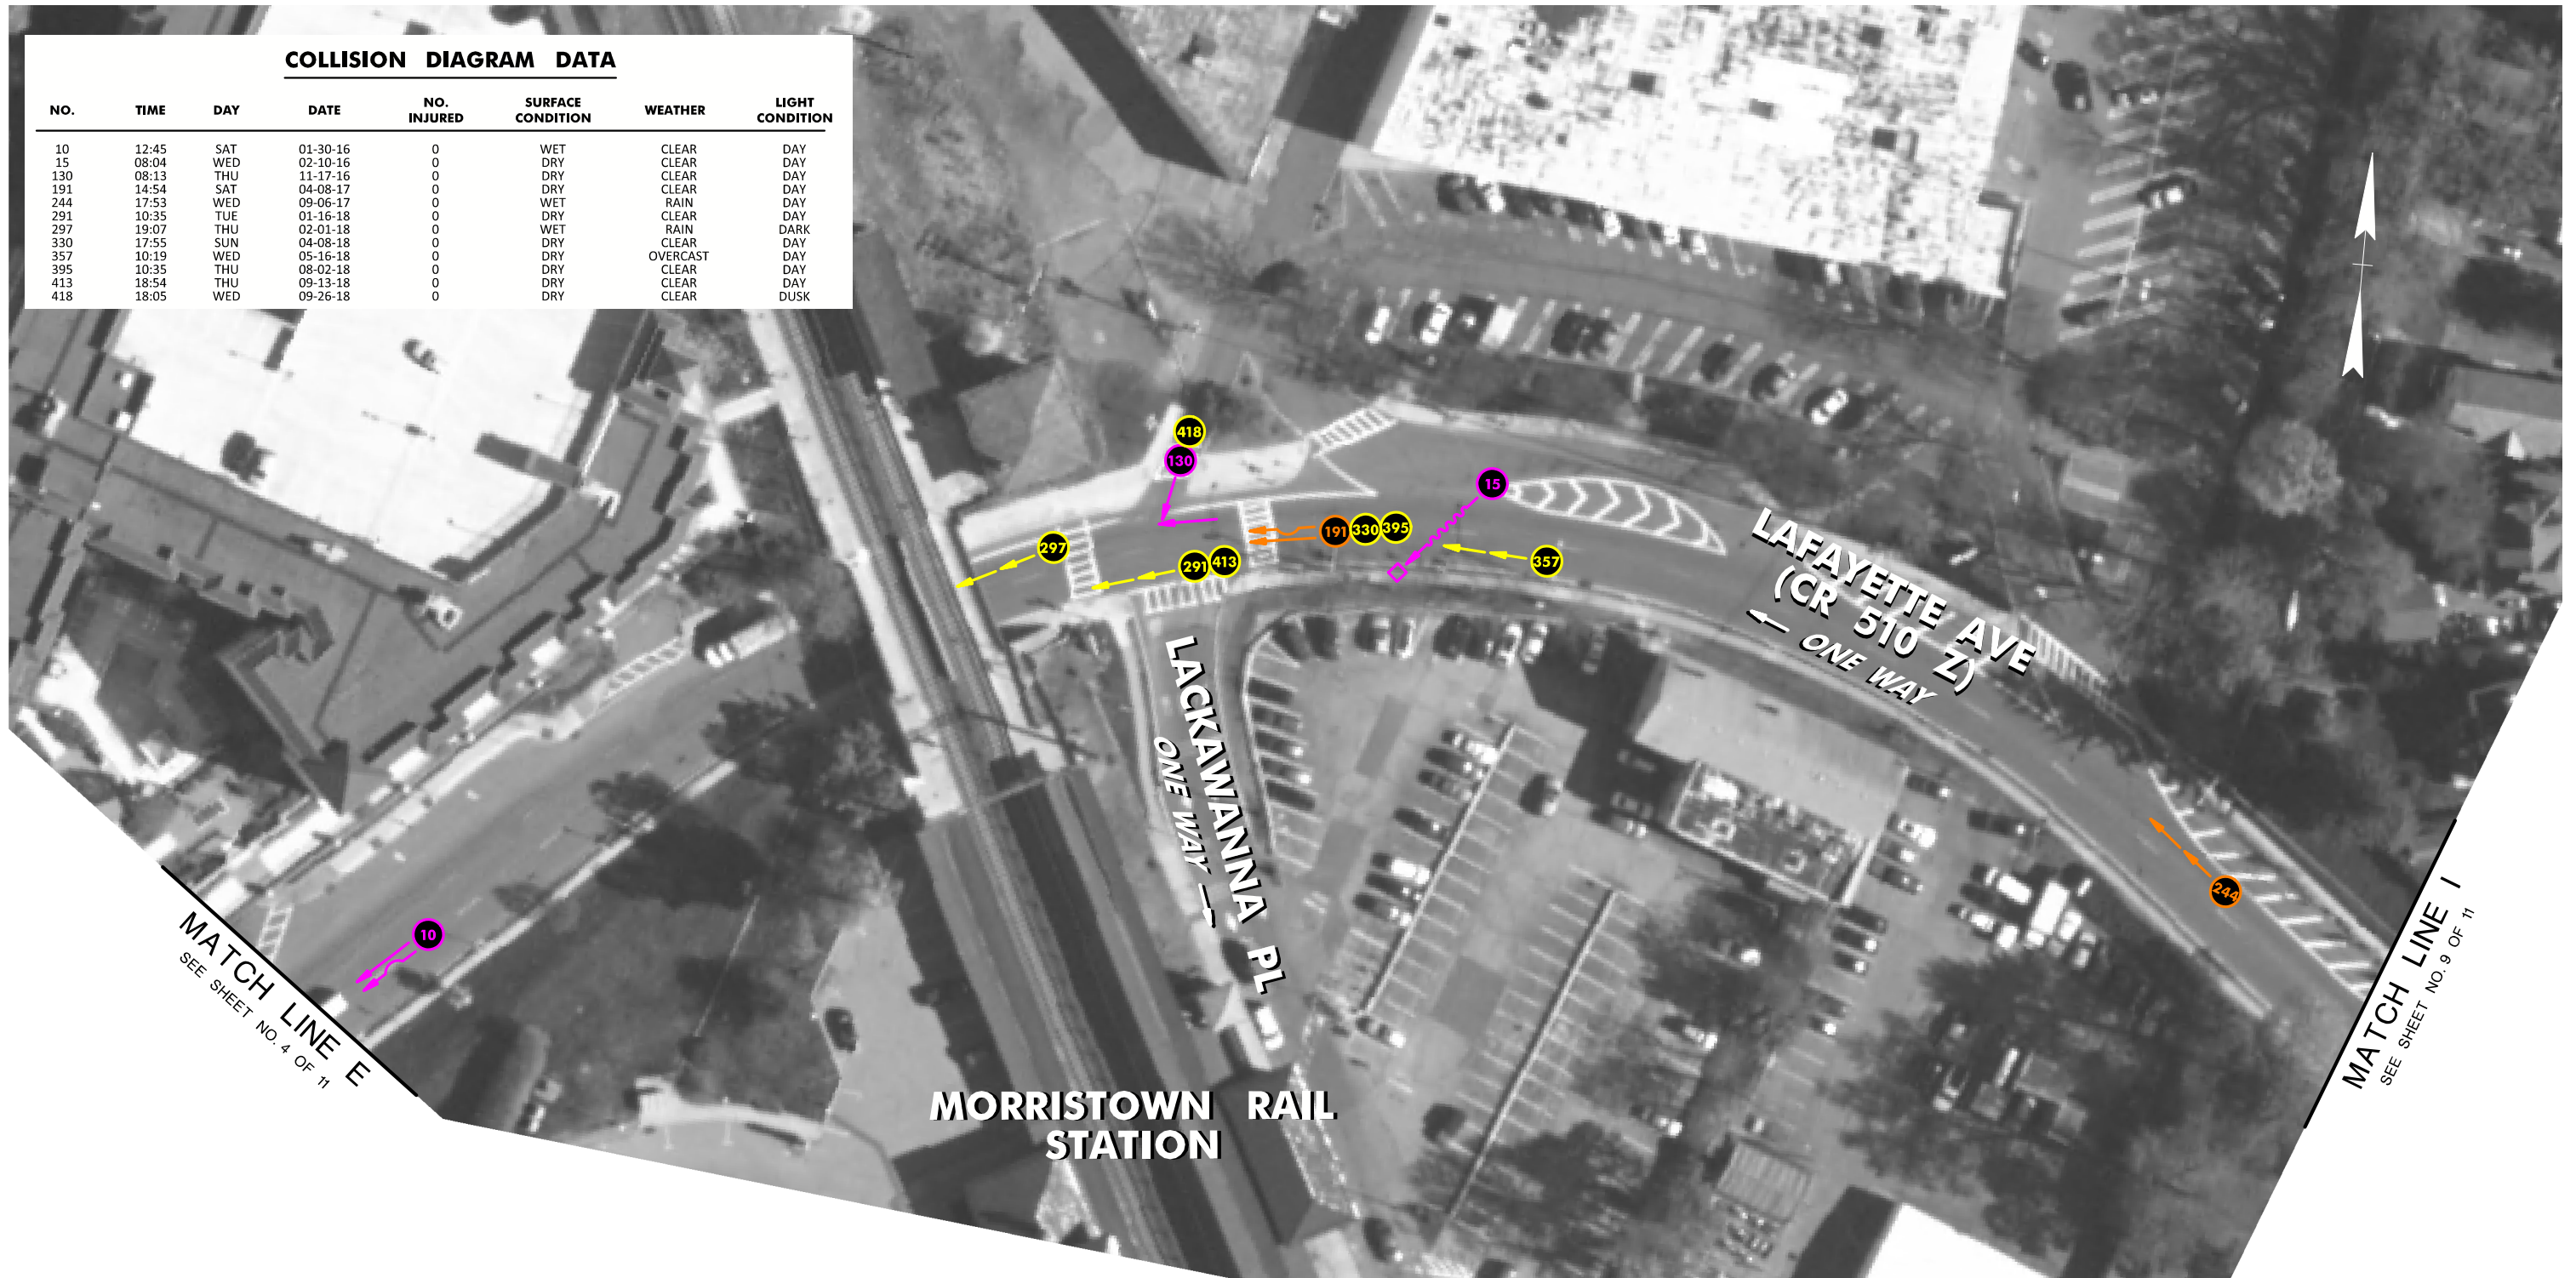 COLLISION DIAGRAM DATA
NO. TIME DAY DATE NO. INJURED SURFACE CONDITION WEATHER LIGHT CONDITION
10 12:45 SAT 01-30-16 0 WET CLEAR DAY
15 08:04 WED 02-10-16 0 DRY CLEAR DAY
130 08:13 THU 11-17-16 0 DRY CLEAR DAY
191 14:54 SAT 04-08-17 0 DRY CLEAR DAY
244 17:53 WED 09-06-17 0 WET RAIN DAY
291 10:35 TUE 01-16-18 0 DRY CLEAR DAY
297 19:07 THU 02-01-18 0 WET RAIN DARK
330 17:55 SUN 04-08-18 0 DRY CLEAR DAY
357 10:19 WED 05-16-18 0 DRY OVERCAST DAY
395 10:35 THU 08-02-18 0 DRY CLEAR DAY
413 18:54 THU 09-13-18 0 DRY CLEAR DAY
418 18:05 WED 09-26-18 0 DRY CLEAR DUSK
418
130
15
191 330 395
297
291 413
357
LAFAYETTE AVE
(CR 510 Z)
ONE WAY
LACKAWANNA PL
ONE WAY
244
10
MATCH LINE E
SEE SHEET NO. 4 OF 11
MATCH LINE I
SEE SHEET NO. 9 OF 11
MORRISTOWN RAIL
STATION